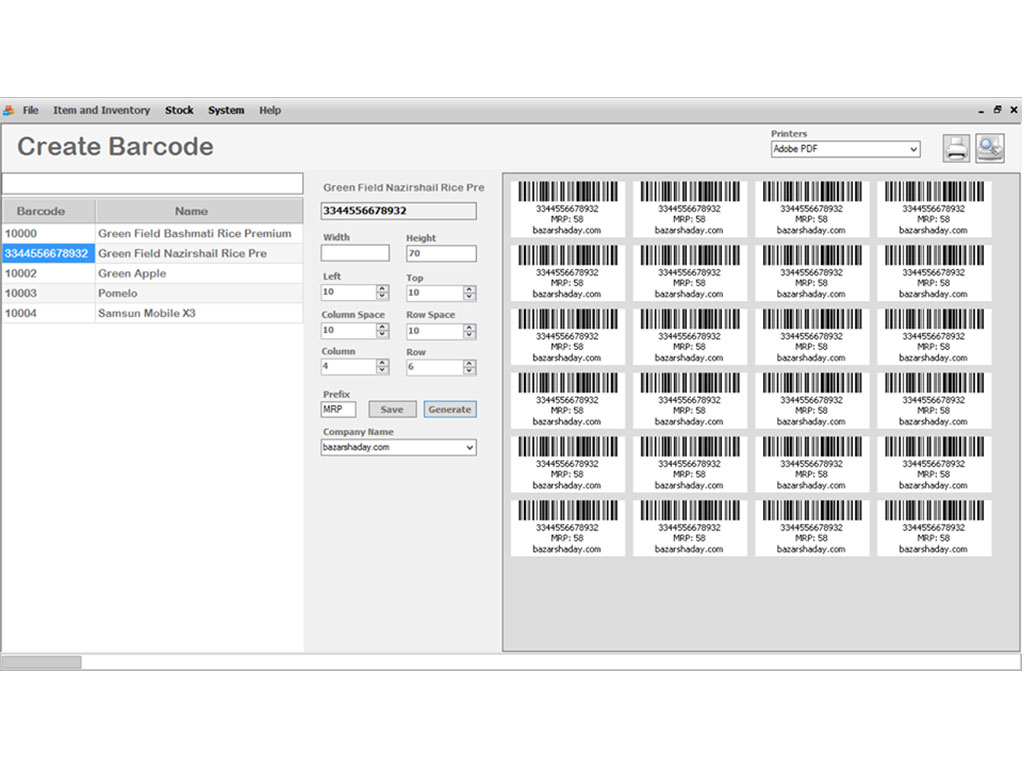 File Item and Inventory Stock System Help
Create Barcode
Printers
Adobe PDF
Barcode Name
10000 Green Field Bashmati Rice Premium
3344556678932 Green Field Nazirshail Rice Pre
10002 Green Apple
10003 Pomelo
10004 Samsun Mobile X3
Green Field Nazirshail Rice Pre
3344556678932
Width Height
70
Left Top
10 10
Column Space Row Space
10 10
Column Row
4 6
Prefix
MRP Save Generate
Company Name
bazarshaday.com
3344556678932 3344556678932 3344556678932 3344556678932
MRP: 58 MRP: 58 MRP: 58 MRP: 58
bazarshaday.com bazarshaday.com bazarshaday.com bazarshaday.com
3344556678932 3344556678932 3344556678932 3344556678932
MRP: 58 MRP: 58 MRP: 58 MRP: 58
bazarshaday.com bazarshaday.com bazarshaday.com bazarshaday.com
3344556678932 3344556678932 3344556678932 3344556678932
MRP: 58 MRP: 58 MRP: 58 MRP: 58
bazarshaday.com bazarshaday.com bazarshaday.com bazarshaday.com
3344556678932 3344556678932 3344556678932 3344556678932
MRP: 58 MRP: 58 MRP: 58 MRP: 58
bazarshaday.com bazarshaday.com bazarshaday.com bazarshaday.com
3344556678932 3344556678932 3344556678932 3344556678932
MRP: 58 MRP: 58 MRP: 58 MRP: 58
bazarshaday.com bazarshaday.com bazarshaday.com bazarshaday.com
3344556678932 3344556678932 3344556678932 3344556678932
MRP: 58 MRP: 58 MRP: 58 MRP: 58
bazarshaday.com bazarshaday.com bazarshaday.com bazarshaday.com